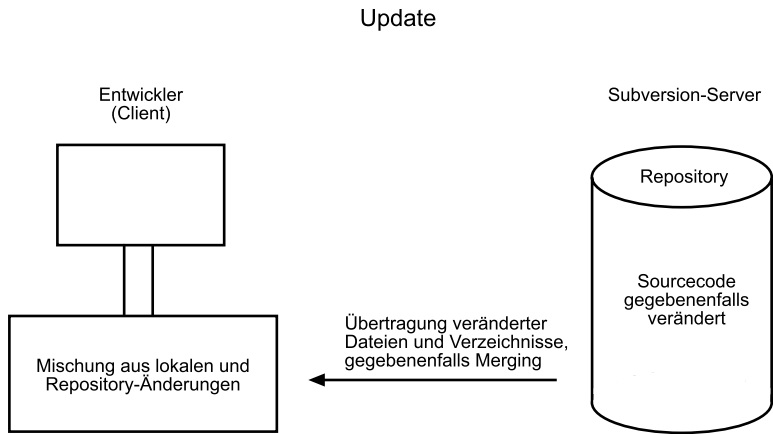 Update
Entwickler
(Client)
Subversion-Server
Repository
Sourcecode
gegebenenfalls
verändert
Übertragung veränderter
Dateien und Verzeichnisse,
gegebenenfalls Merging
Mischung aus lokalen und
Repository-Änderungen